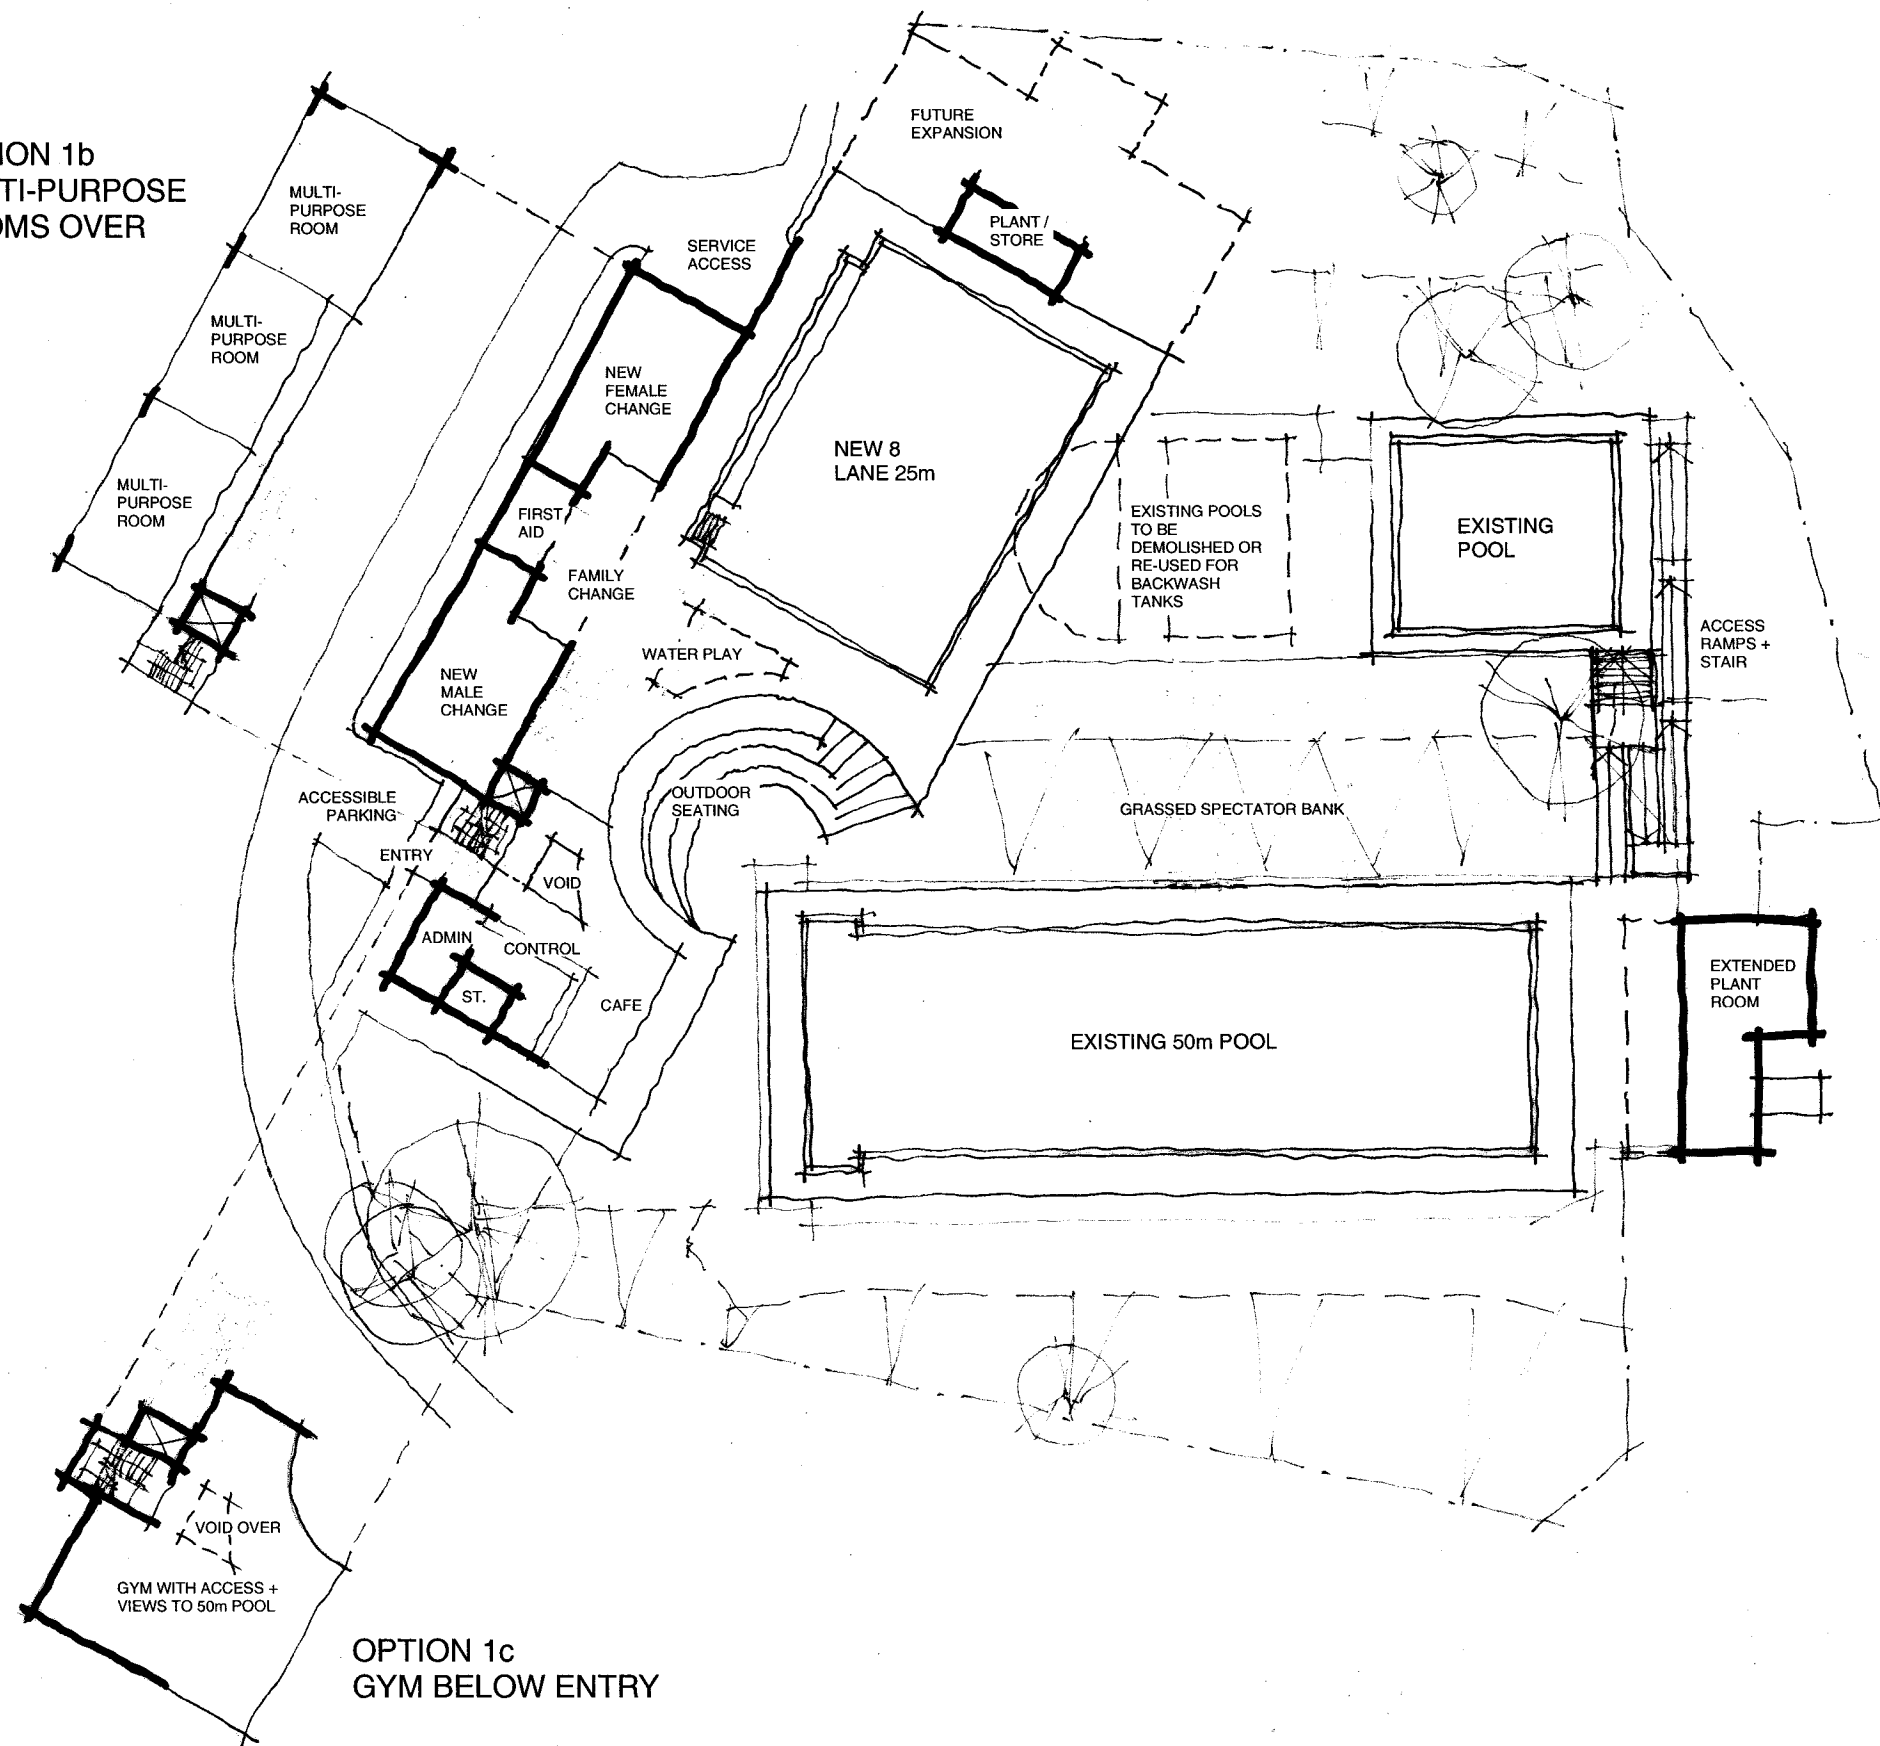 ION 1b
TI-PURPOSE
OMS OVER
MULTI-
PURPOSE
ROOM
MULTI-
PURPOSE
ROOM
MULTI-
PURPOSE
ROOM
FUTURE
EXPANSION
PLANT /
STORE
SERVICE
ACCESS
NEW
FEMALE
CHANGE
NEW 8
LANE 25m
FIRST
AID
FAMILY
CHANGE
EXISTING POOLS
TO BE
DEMOLISHED OR
RE-USED FOR
BACKWASH
TANKS
EXISTING
POOL
ACCESS
RAMPS +
STAIR
WATER PLAY
NEW
MALE
CHANGE
OUTDOOR
SEATING
GRASSED SPECTATOR BANK
ACCESSIBLE
PARKING
ENTRY
VOID
ADMIN
CONTROL
ST.
CAFE
EXISTING 50m POOL
EXTENDED
PLANT
ROOM
VOID OVER
GYM WITH ACCESS +
VIEWS TO 50m POOL
OPTION 1c
GYM BELOW ENTRY